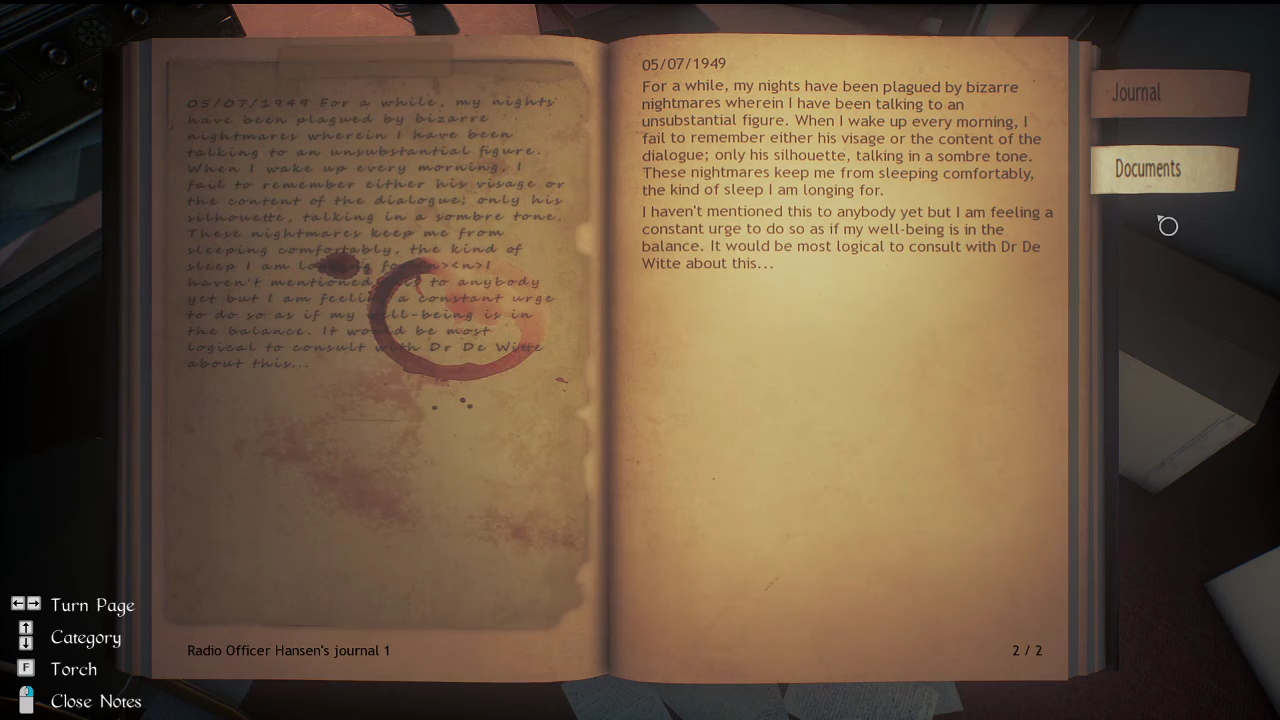 05/07/1949 For a while, my nights
have been plagued by bizarre
nightmares wherein I have been
talking to an unsubstantial figure.
When I wake up every morning, I
fail to remember either his visage or
the content of the dialogue; only his
silhouette, talking in a sombre tone.
These nightmares keep me from
sleeping comfortably, the kind of
sleep I am longing for.<n><n>I
haven't mentioned this to anybody
yet but I am feeling a constant urge
to do so as if my well-being is in
the balance. It would be most
logical to consult with Dr De Witte
about this...
Radio Officer Hansen's journal 1
05/07/1949
For a while, my nights have been plagued by bizarre
nightmares wherein I have been talking to an
unsubstantial figure. When I wake up every morning, I
fail to remember either his visage or the content of the
dialogue; only his silhouette, talking in a sombre tone.
These nightmares keep me from sleeping comfortably,
the kind of sleep I am longing for.
I haven't mentioned this to anybody yet but I am feeling a
constant urge to do so as if my well-being is in the
balance. It would be most logical to consult with Dr De
Witte about this...
2 / 2
Journal
Documents
Turn Page
Category
F Torch
Close Notes